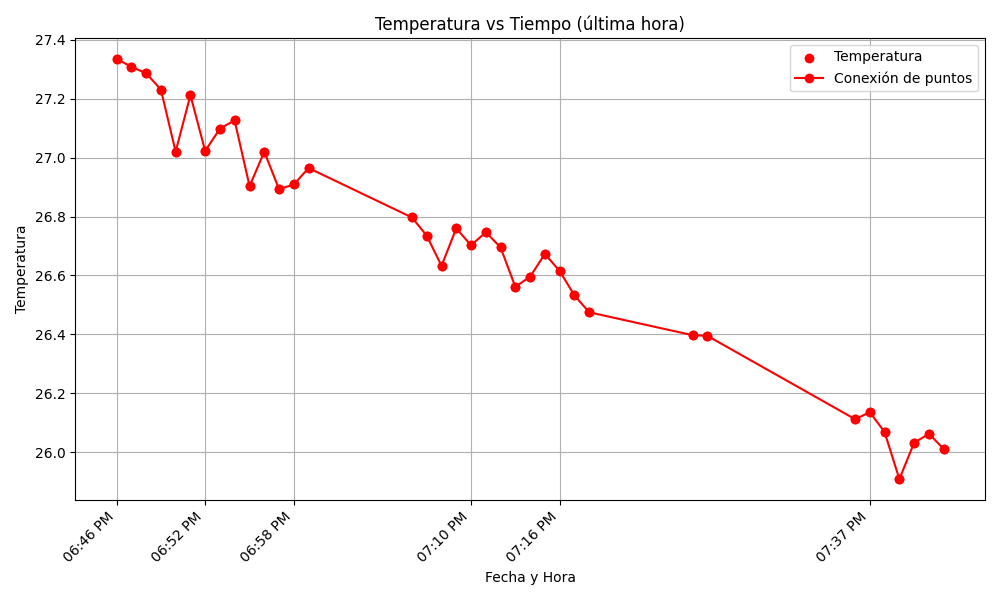 Temperatura vs Tiempo (última hora)
Temperatura
Conexión de puntos
27.4
27.2
27.0
26.8
26.6
26.4
26.2
26.0
Temperatura
06:46 PM
06:52 PM
06:58 PM
07:10 PM
07:16 PM
07:37 PM
Fecha y Hora